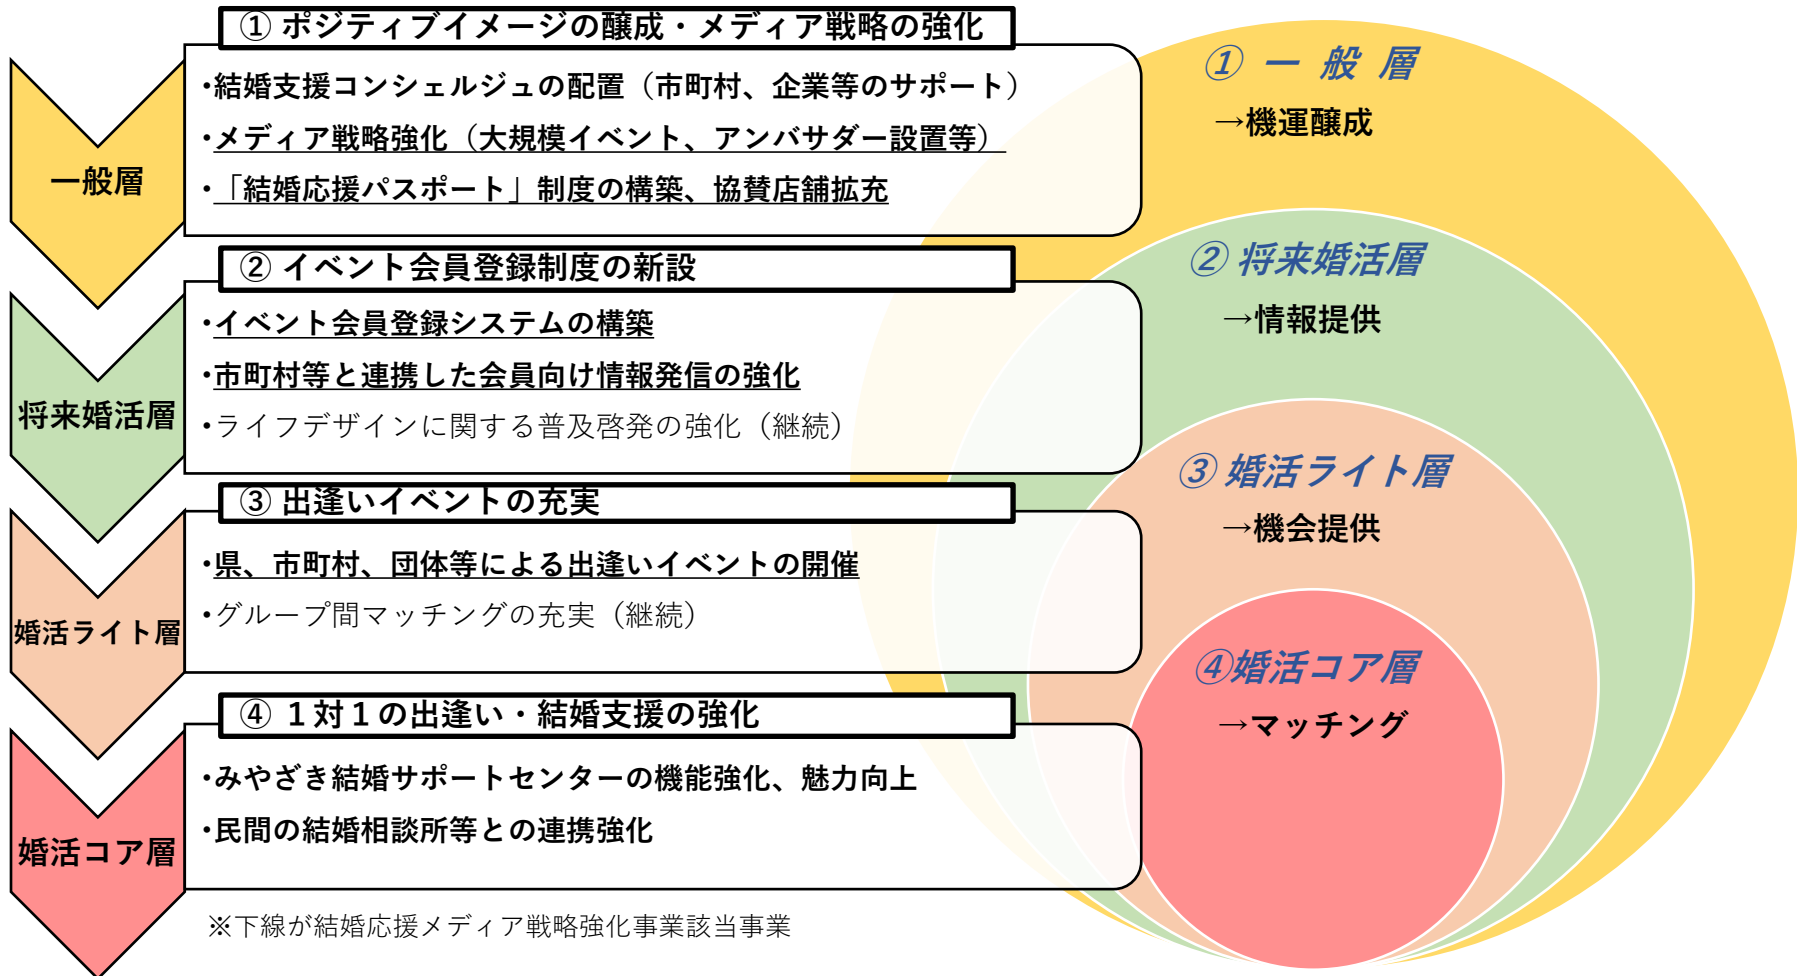 ① ポジティブイメージの醸成・メディア戦略の強化
・結婚支援コンシェルジュの配置（市町村、企業等のサポート）
・メディア戦略強化（大規模イベント、アンバサダー設置等）
・「結婚応援パスポート」制度の構築、協賛店舗拡充
一般層
② イベント会員登録制度の新設
・イベント会員登録システムの構築
・市町村等と連携した会員向け情報発信の強化
・ライフデザインに関する普及啓発の強化（継続）
将来婚活層
③ 出逢いイベントの充実
・県、市町村、団体等による出逢いイベントの開催
・グループ間マッチングの充実（継続）
婚活ライト層
④ １対１の出逢い・結婚支援の強化
・みやざき結婚サポートセンターの機能強化、魅力向上
・民間の結婚相談所等との連携強化
婚活コア層
※下線が結婚応援メディア戦略強化事業該当事業
① 一 般 層
→機運醸成
② 将来婚活層
→情報提供
③ 婚活ライト層
→機会提供
④婚活コア層
→マッチング